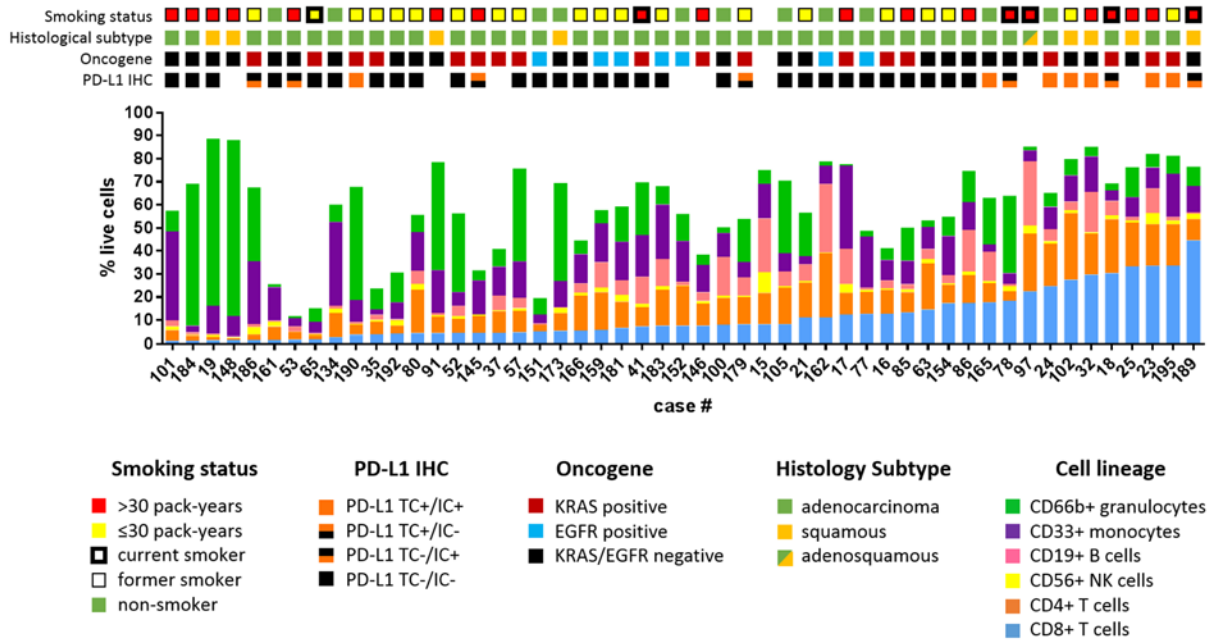 Smoking status
Histological subtype
Oncogene
PD-L1 IHC
% live cells
100
90
80
70
60
50
40
30
20
10
0
101 184 19 148 186 161 53 65 134 190 35 192 80 91 52 145 37 57 151 173 166 159 181 41 183 152 146 100 179 15 105 21 162 17 77 16 85 63 154 86 165 78 97 24 102 32 18 25 23 195 189
case #
Smoking status
>30 pack-years
≤30 pack-years
current smoker
former smoker
non-smoker
PD-L1 IHC
PD-L1 TC+/IC+
PD-L1 TC+/IC-
PD-L1 TC-/IC+
PD-L1 TC-/IC-
Oncogene
KRAS positive
EGFR positive
KRAS/EGFR negative
Histology Subtype
adenocarcinoma
squamous
adenosquamous
Cell lineage
CD66b+ granulocytes
CD33+ monocytes
CD19+ B cells
CD56+ NK cells
CD4+ T cells
CD8+ T cells